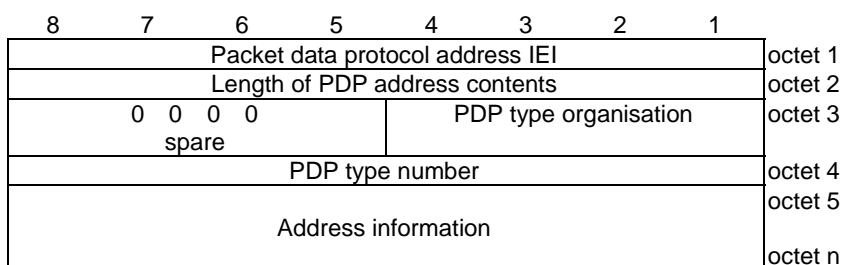 8 7 6 5 4 3 2 1
Packet data protocol address IEI octet 1
Length of PDP address contents octet 2
0 0 0 0 PDP type organisation octet 3
spare
PDP type number octet 4
octet 5
Address information
octet n